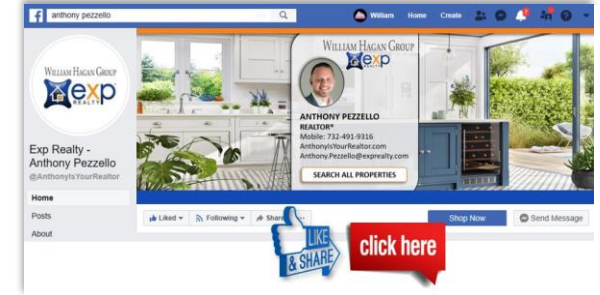 anthony pezzello
William Home Create
WILLIAM HAGAN GROUP
exp
REALTY
WILLIAM HAGAN GROUP
exp
REALTY
ANTHONY PEZZELLO
REALTOR®
Mobile: 732-491-9316
AnthonyIsYourRealtor.com
Anthony.Pezzello@exprealty.com
SEARCH ALL PROPERTIES
Exp Realty -
Anthony Pezzello
@AnthonyIsYourRealtor
Home
Posts
About
Liked Following Share
Shop Now Send Message
LIKE
& SHARE
click here